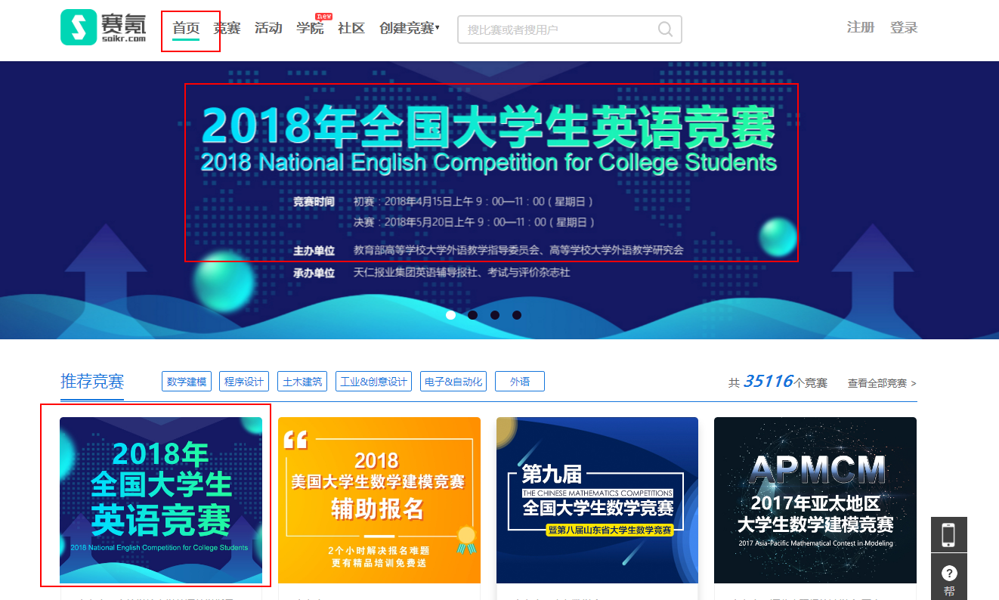 赛氪
saikr.com
首页
竞赛
活动
学院
new
社区
创建竞赛
搜比赛或者搜用户
注册
登录
2018年全国大学生英语竞赛
2018 National English Competition for College Students
竞赛时间 初赛：2018年4月15日上午 9：00—11：00（ 星期日 ）
决赛：2018年5月20日上午 9：00—11：00（ 星期日 ）
主办单位 教育部高等学校大学外语教学指导委员会、高等学校大学外语教学研究会
承办单位 天仁报业集团英语辅导报社、考试与评价杂志社
推荐竞赛
数学建模
程序设计
土木建筑
工业&创意设计
电子&自动化
外语
共 35116个竞赛
查看全部竞赛 >
2018年
全国大学生
英语竞赛
2018 National English Competition for College Students
2018
美国大学生数学建模竞赛
辅助报名
2个小时解决报名难题
更有精品培训免费送
第九届
THE CHINESE MATHEMATICS COMPETITIONS
全国大学生数学竞赛
暨第八届山东省大学生数学竞赛
APMCM
2017年亚太地区
大学生数学建模竞赛
2017 Asia-Pacific Mathematical Contest in Modeling
?
帮